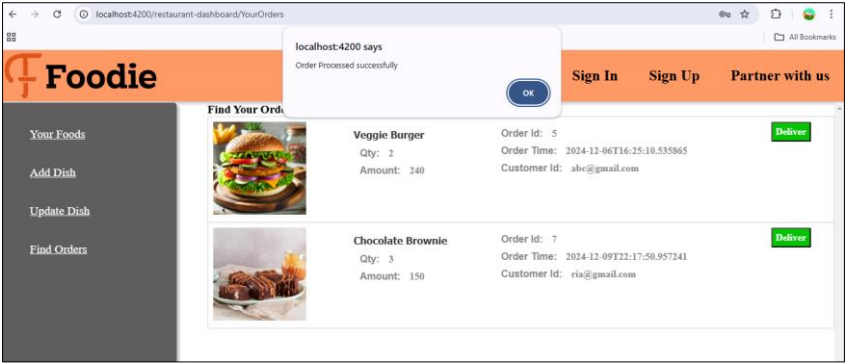 localhost:4200/restaurant-dashboard/YourOrders
All Bookmarks
localhost:4200 says
Order Processed successfully
OK
Foodie
Sign In
Sign Up
Partner with us
Your Foods
Add Dish
Update Dish
Find Orders
Find Your Orde
Veggie Burger
Qty: 2
Amount: 240
Order Id: 5
Order Time: 2024-12-06T16:25:10.535865
Customer Id: abc@gmail.com
Deliver
Chocolate Brownie
Qty: 3
Amount: 150
Order Id: 7
Order Time: 2024-12-09T22:17:50.957241
Customer Id: ria@gmail.com
Deliver